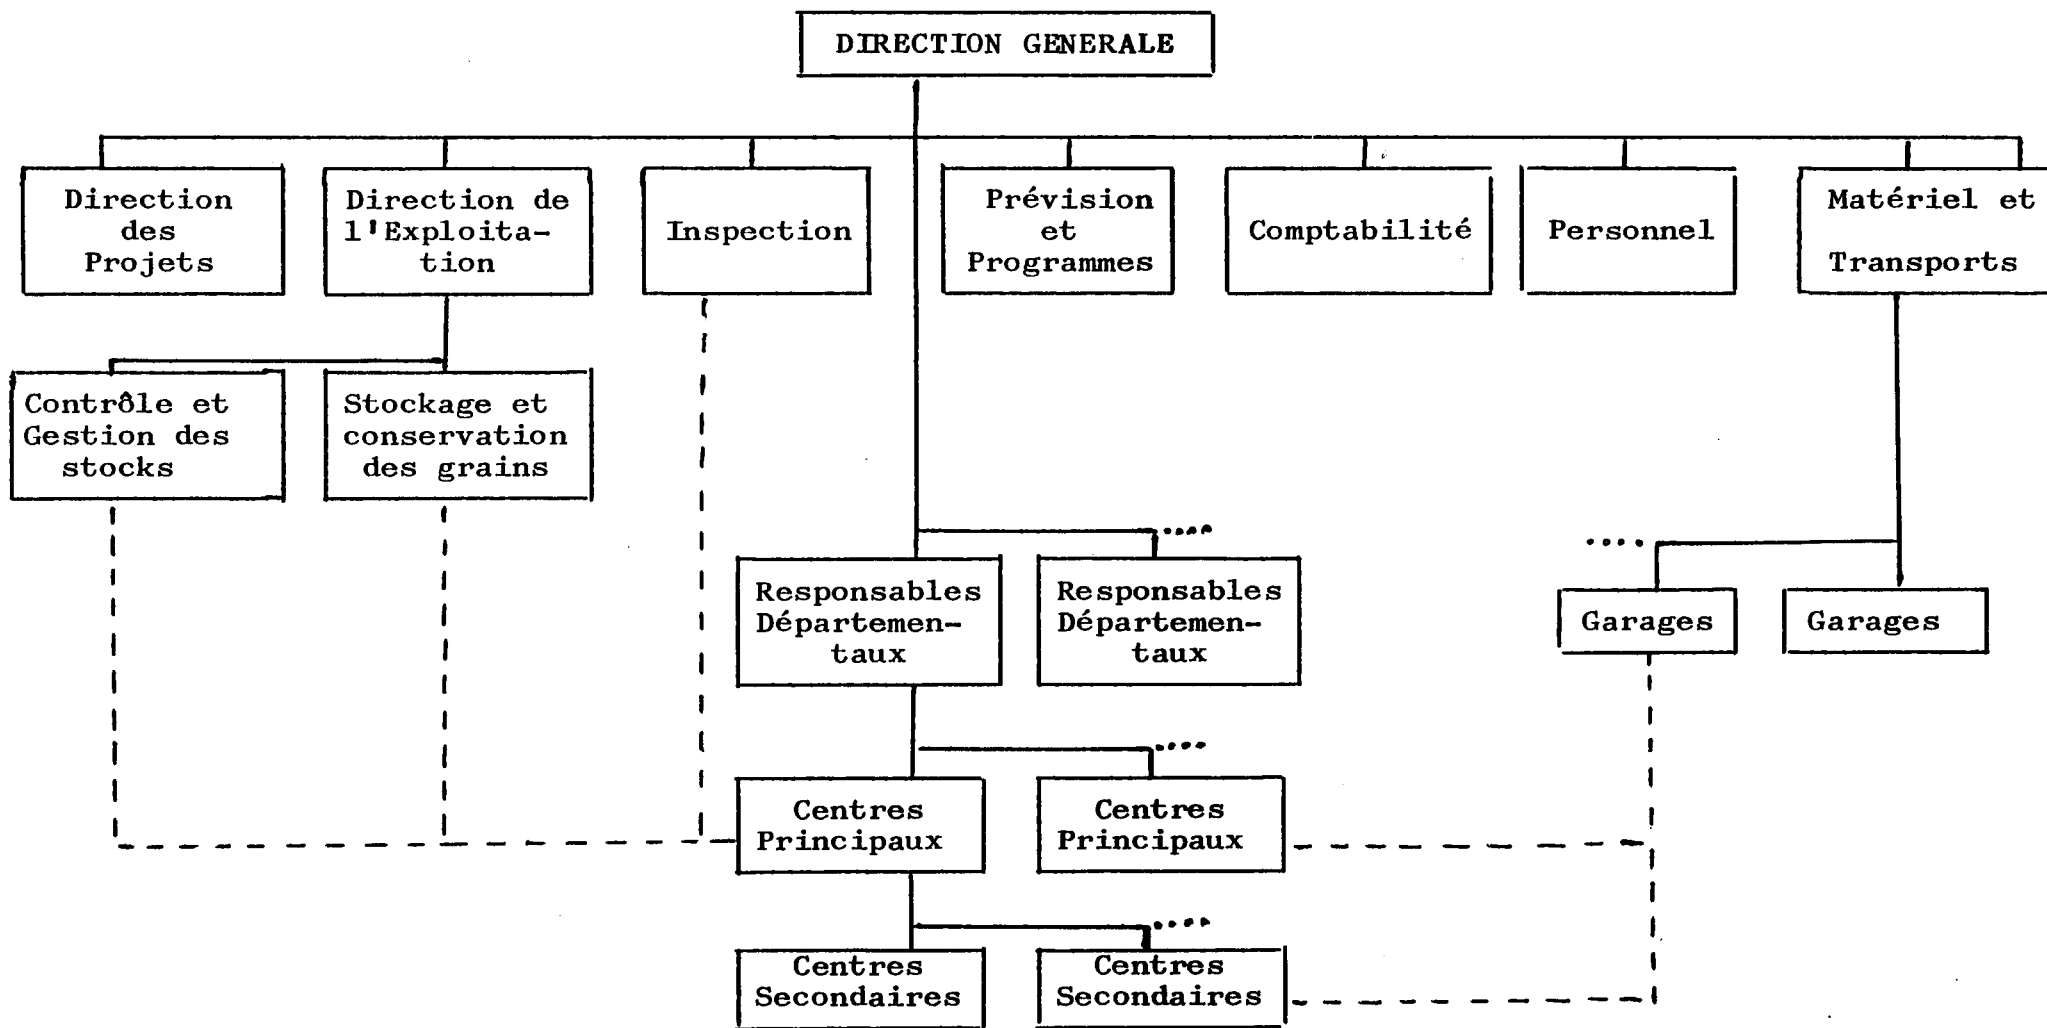 DIRECTION GENERALE
Direction
des
Projets
Direction de
l'Exploita-
tion
Inspection
Prévision
et
Programmes
Comptabilité
Personnel
Matériel et
Transports
Contrôle et
Gestion des
stocks
Stockage et
conservation
des grains
Responsables
Départemen-
taux
Responsables
Départemen-
taux
Garages
Garages
Centres
Principaux
Centres
Principaux
Centres
Secondaires
Centres
Secondaires